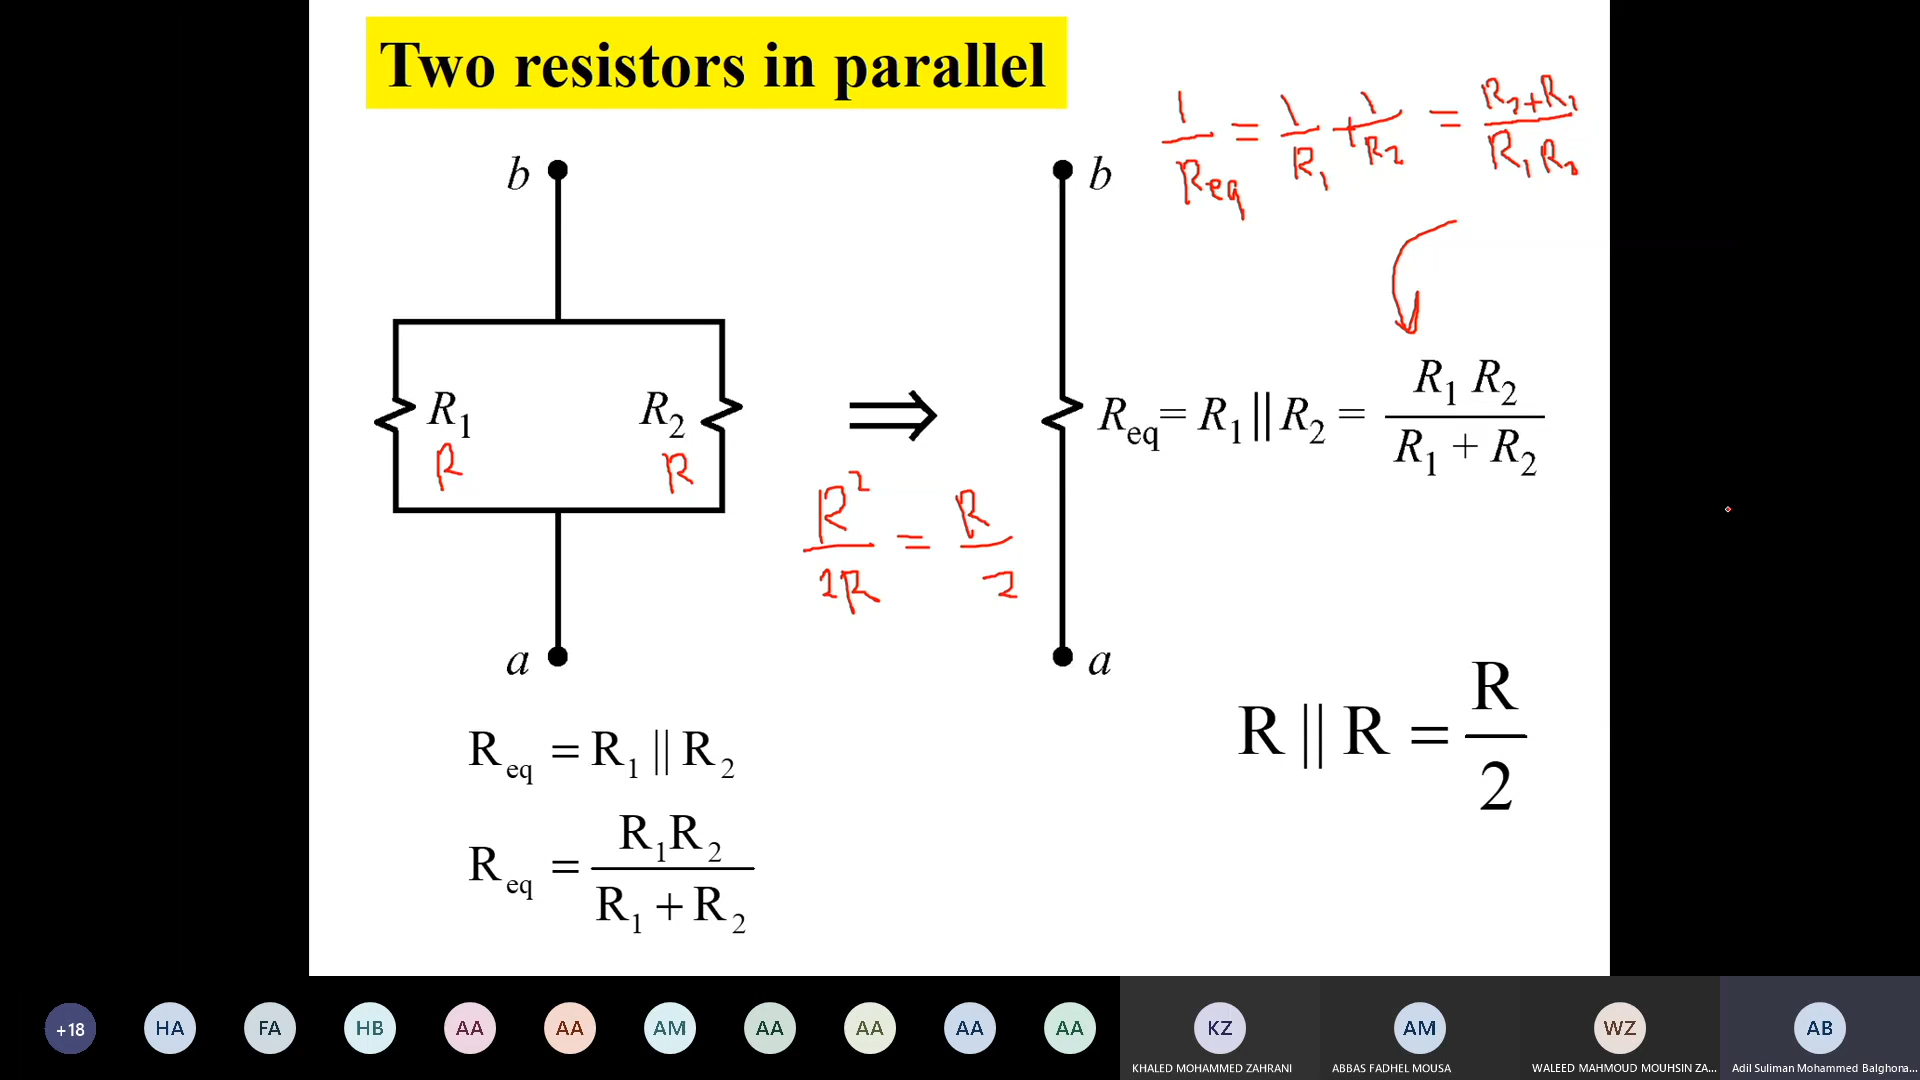 Two resistors in parallel
1/Req = 1/R₁ + 1/R₂ = R₂+R₁/R₁R₂
b
b
R₁
R₂
⇒
Req = R₁ || R₂ = R₁ R₂ / R₁ + R₂
R
R
R²/2R = R/2
a
a
R || R = R/2
Req = R₁ || R₂
Req = R₁R₂ / R₁ + R₂
+18
HA
FA
HB
AA
AA
AM
AA
AA
AA
AA
KZ
AM
WZ
AB
KHALED MOHAMMED ZAHRANI
ABBAS FADHEL MOUSA
WALEED MAHMOUD MOUHSIN ZA...
Adil Suliman Mohammed Balghona...